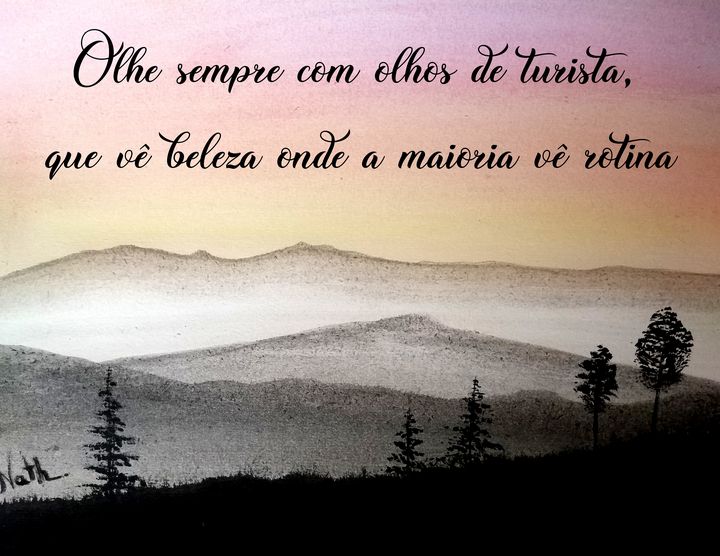 Olhe sempre com olhos de turista,
que vê beleza onde a maioria vê rotina
Nath.